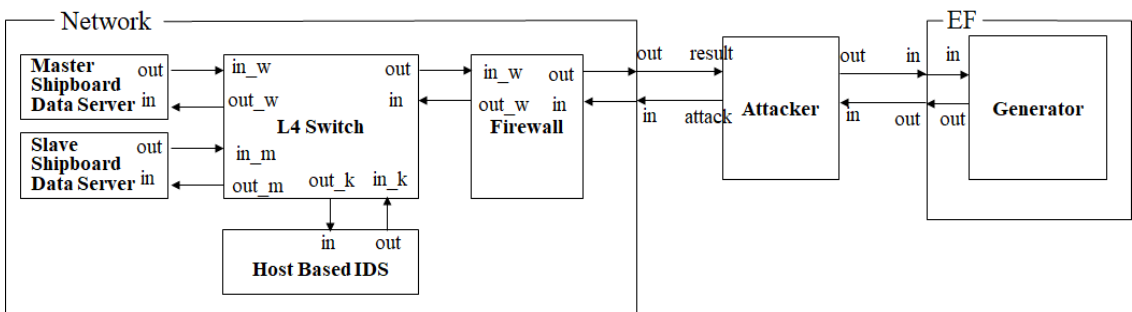 Network
EF
Master
Shipboard
Data Server
out
in
in_w
out_w
out
in
L4 Switch
in_w
out_w
out
in
Firewall
out
in
result
attack
Attacker
out
in
in
out
in
out
Generator
Slave
Shipboard
Data Server
out
in
in_m
out_m
out_k
in_k
in
out
Host Based IDS